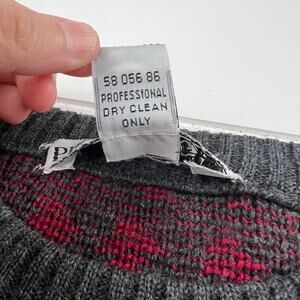 58 056 86
PROFESSIONAL
DRY CLEAN
ONLY